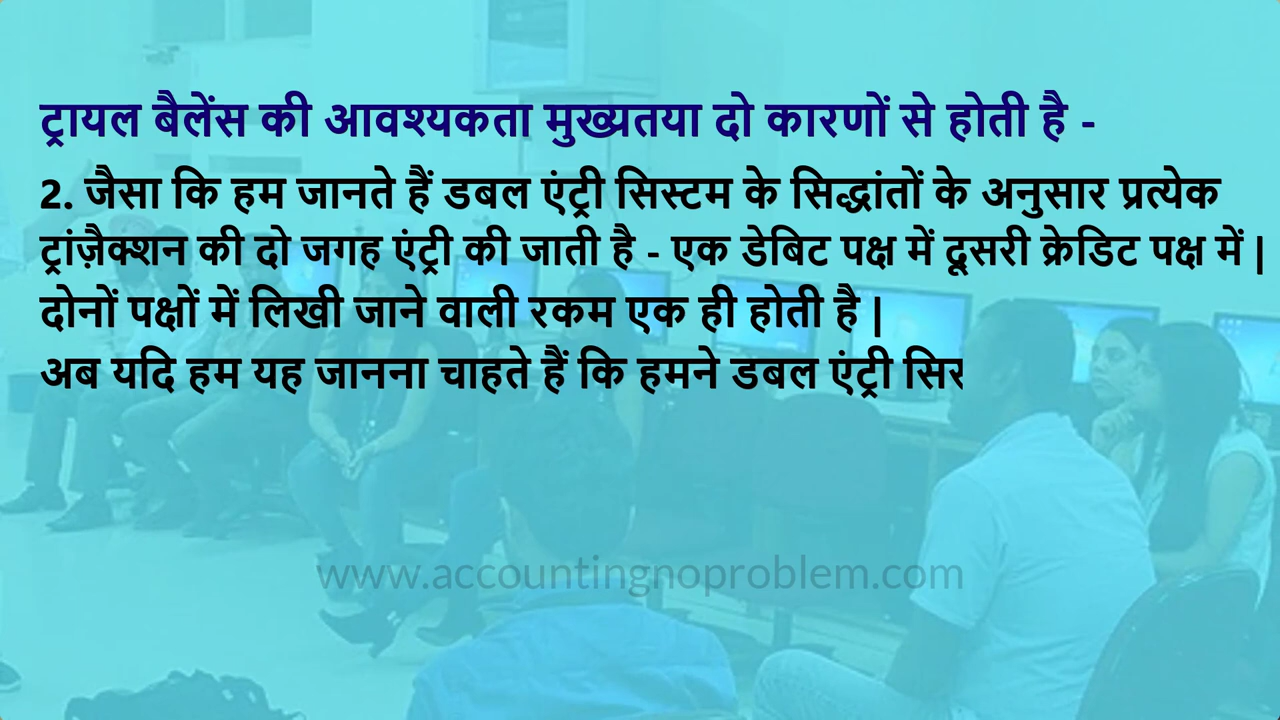 ट्रायल बैलेंस की आवश्यकता मुख्यतया दो कारणों से होती है -
2. जैसा कि हम जानते हैं डबल एंट्री सिस्टम के सिद्धांतों के अनुसार प्रत्येक
ट्रांज़ैक्शन की दो जगह एंट्री की जाती है - एक डेबिट पक्ष में दूसरी क्रेडिट पक्ष में |
दोनों पक्षों में लिखी जाने वाली रकम एक ही होती है |
अब यदि हम यह जानना चाहते हैं कि हमने डबल एंट्री
www.accountingnoproblem.com